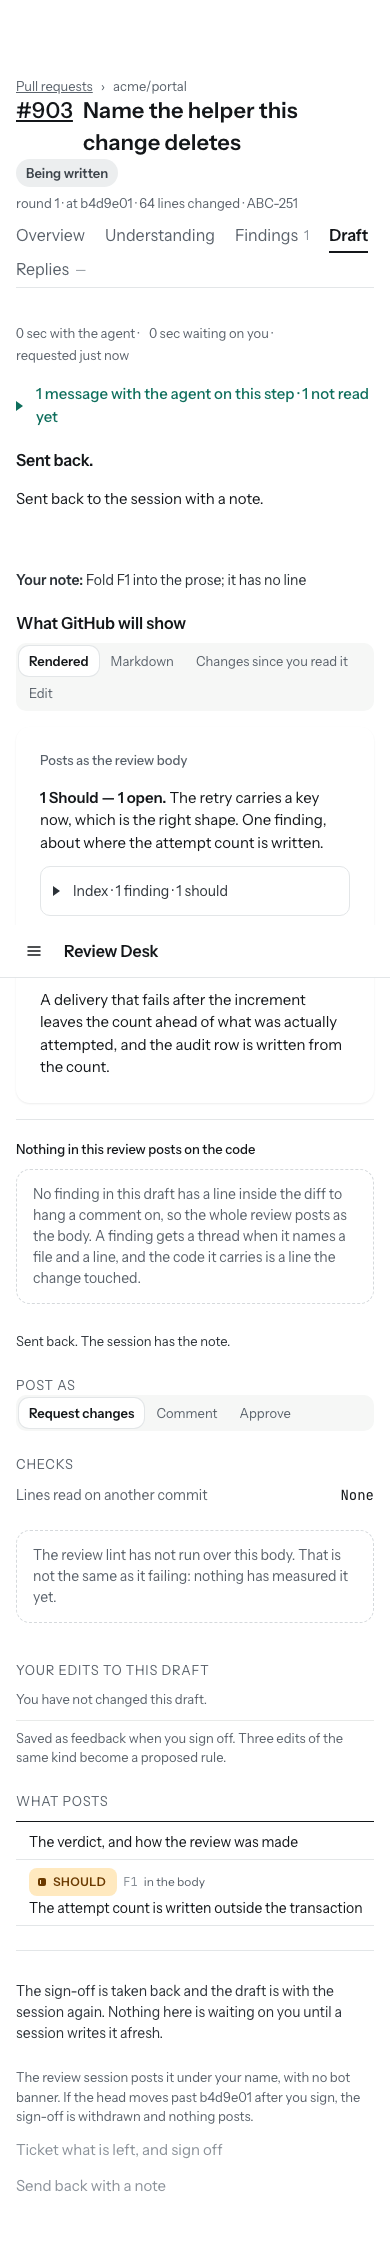 Pull requests › acme/portal
#903 Name the helper this
change deletes
Being written
round 1 · at b4d9e01 · 64 lines changed · ABC-251
Overview Understanding Findings 1 Draft
Replies —
0 sec with the agent · 0 sec waiting on you ·
requested just now
1 message with the agent on this step · 1 not read
yet
Sent back.
Sent back to the session with a note.
Your note: Fold F1 into the prose; it has no line
What GitHub will show
Rendered Markdown Changes since you read it
Edit
Posts as the review body
1 Should — 1 open. The retry carries a key
now, which is the right shape. One finding,
about where the attempt count is written.
Index · 1 finding · 1 should
Review Desk
A delivery that fails after the increment
leaves the count ahead of what was actually
attempted, and the audit row is written from
the count.
Nothing in this review posts on the code
No finding in this draft has a line inside the diff to
hang a comment on, so the whole review posts as
the body. A finding gets a thread when it names a
file and a line, and the code it carries is a line the
change touched.
Sent back. The session has the note.
POST AS
Request changes Comment Approve
CHECKS
Lines read on another commit None
The review lint has not run over this body. That is
not the same as it failing: nothing has measured it
yet.
YOUR EDITS TO THIS DRAFT
You have not changed this draft.
Saved as feedback when you sign off. Three edits of the
same kind become a proposed rule.
WHAT POSTS
The verdict, and how the review was made
SHOULD F1 in the body
The attempt count is written outside the transaction
The sign-off is taken back and the draft is with the
session again. Nothing here is waiting on you until a
session writes it afresh.
The review session posts it under your name, with no bot
banner. If the head moves past b4d9e01 after you sign, the
sign-off is withdrawn and nothing posts.
Ticket what is left, and sign off
Send back with a note